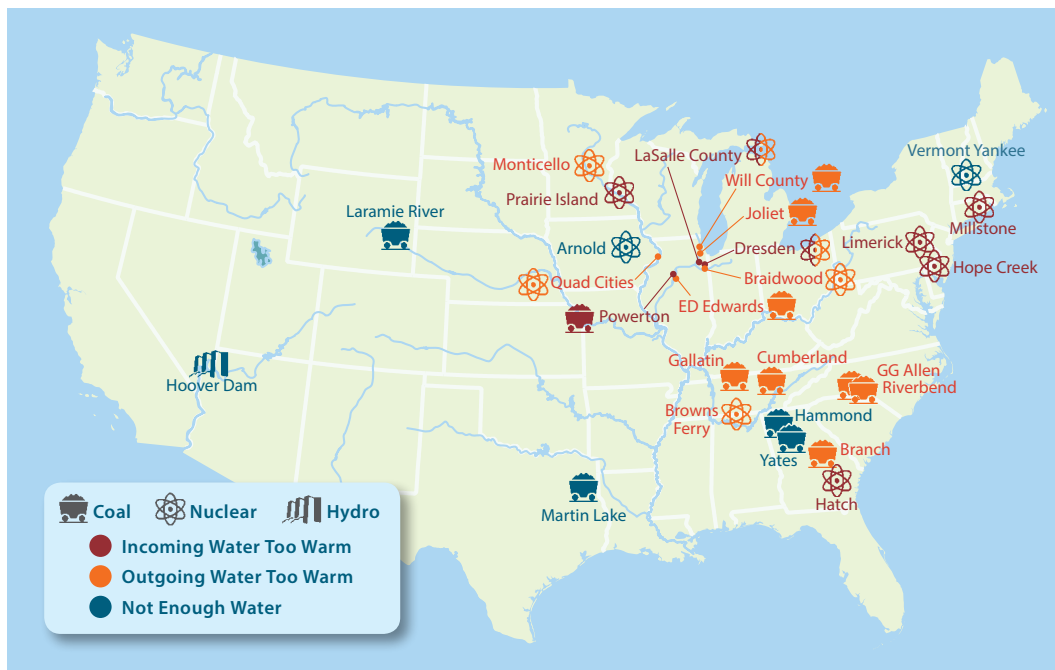 Vermont Yankee
LaSalle County
Monticello
Will County
Prairie Island
Joliet
Laramie River
Millstone
Arnold
Dresden
Limerick
Hope Creek
Quad Cities
Braidwood
ED Edwards
Powerton
Gallatin
Cumberland
GG Allen
Riverbend
Hoover Dam
Browns
Ferry
Hammond
Yates
Branch
Hatch
Martin Lake
Coal
Nuclear
Hydro
Incoming Water Too Warm
Outgoing Water Too Warm
Not Enough Water